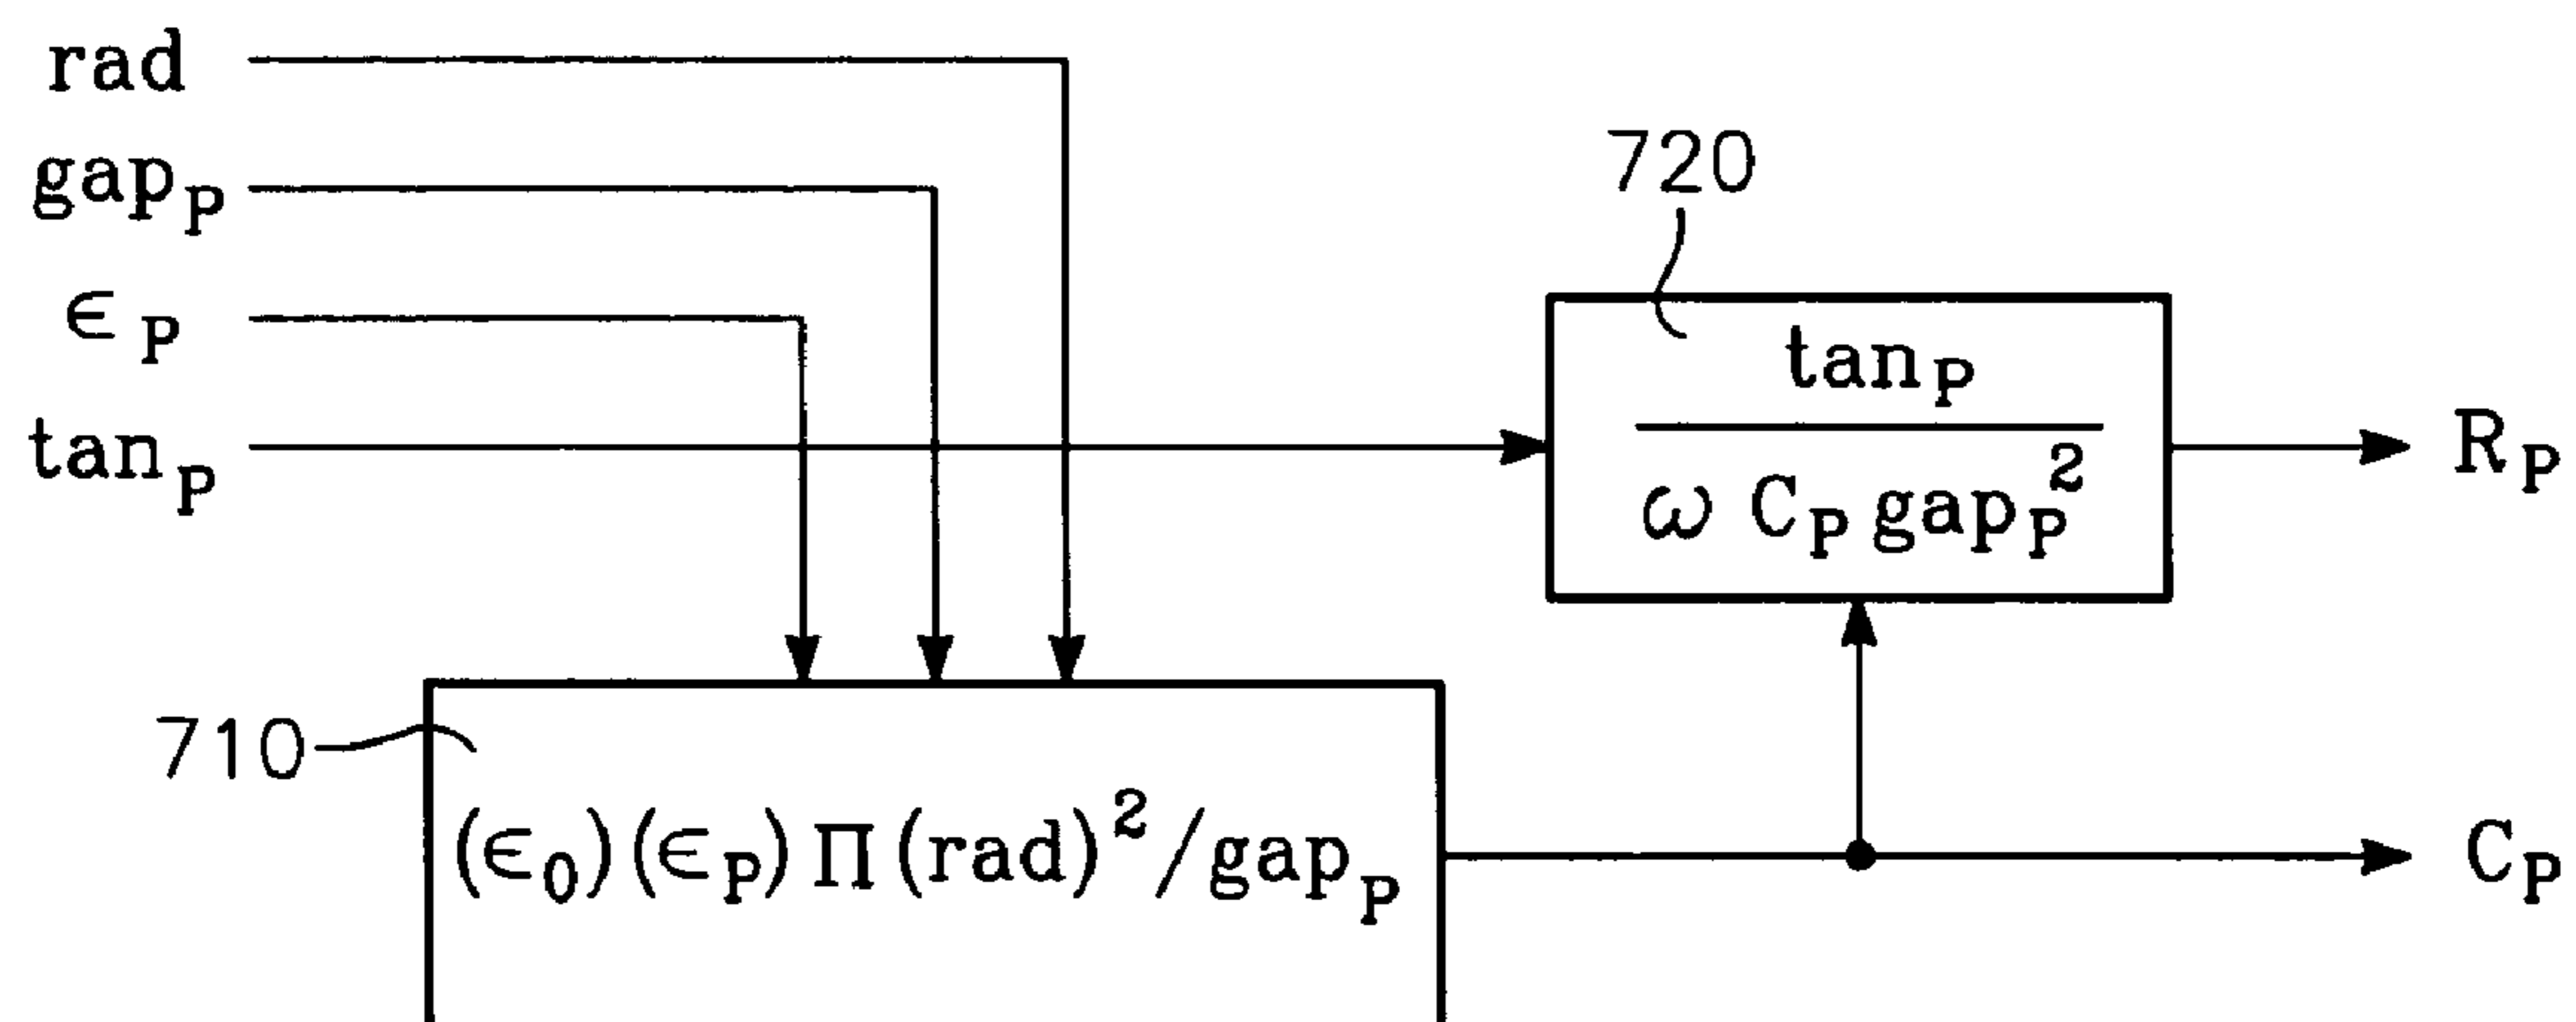 rad
gap_P
ϵ_P
tan_P
720
tan_P
ω C_P gap_P^2
R_P
710
(ϵ_0)(ϵ_P)Π(rad)^2/gap_P
C_P